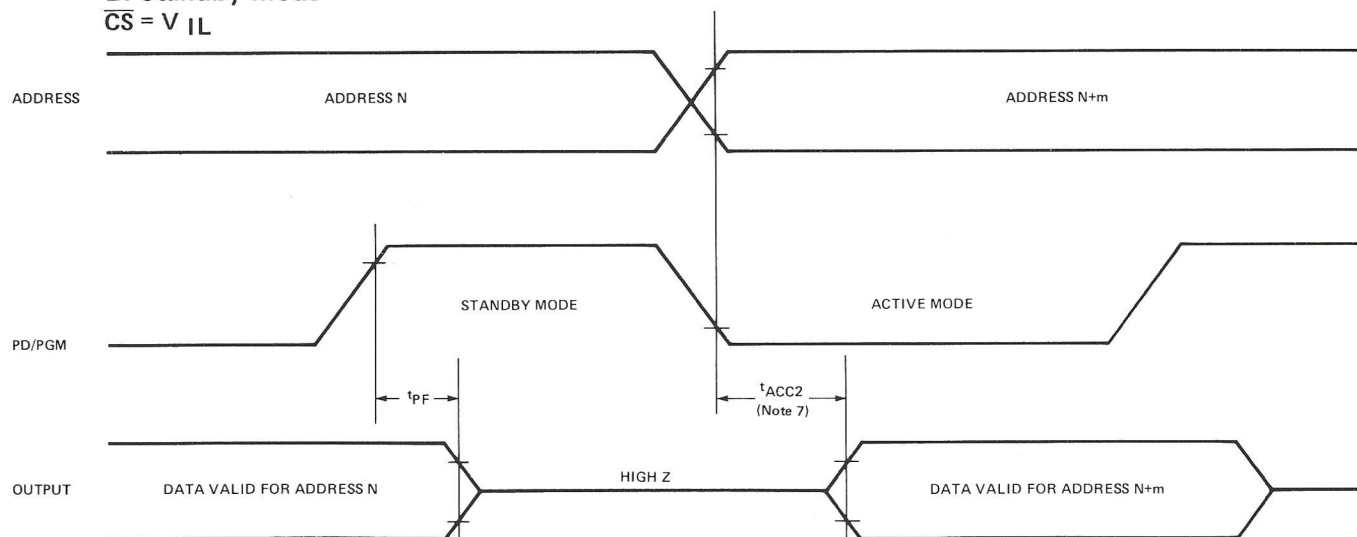 CS = V IL
ADDRESS
ADDRESS N
ADDRESS N+m
PD/PGM
STANDBY MODE
ACTIVE MODE
tPF
tACC2
(Note 7)
OUTPUT
DATA VALID FOR ADDRESS N
HIGH Z
DATA VALID FOR ADDRESS N+m